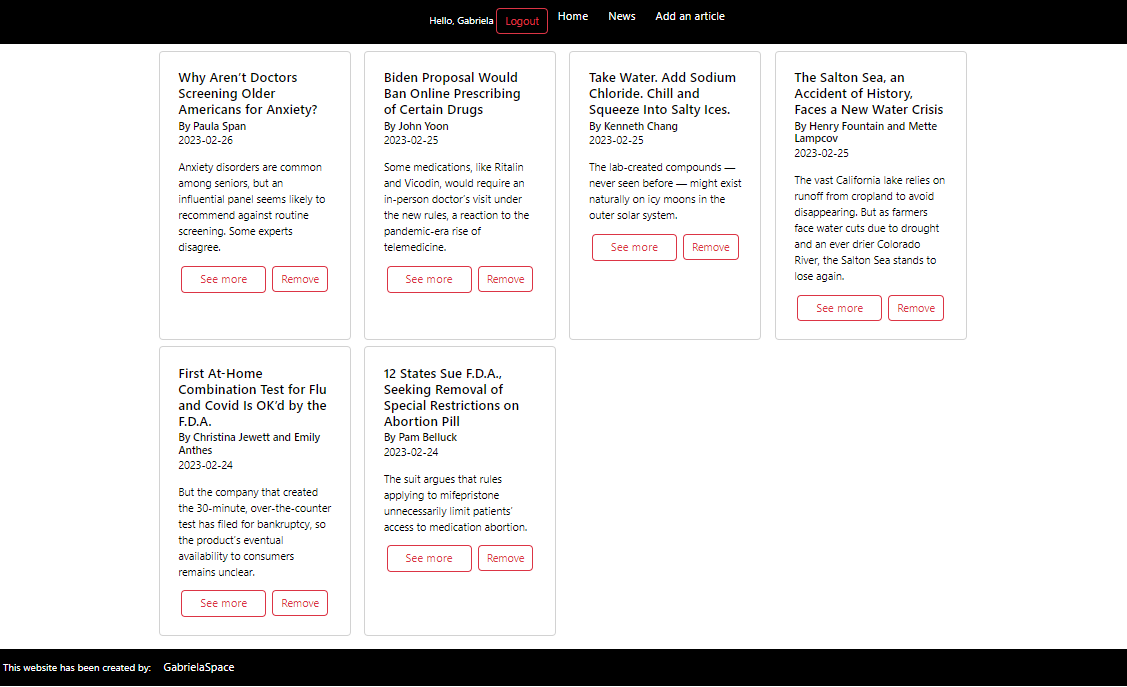 Hello, Gabriela Logout Home News Add an article
Why Aren’t Doctors
Screening Older
Americans for Anxiety?
By Paula Span
2023-02-26
Anxiety disorders are common
among seniors, but an
influential panel seems likely to
recommend against routine
screening. Some experts
disagree.
See more Remove
Biden Proposal Would
Ban Online Prescribing
of Certain Drugs
By John Yoon
2023-02-25
Some medications, like Ritalin
and Vicodin, would require an
in-person doctor’s visit under
the new rules, a reaction to the
pandemic-era rise of
telemedicine.
See more Remove
Take Water. Add Sodium
Chloride. Chill and
Squeeze Into Salty Ices.
By Kenneth Chang
2023-02-25
The lab-created compounds —
never seen before — might exist
naturally on icy moons in the
outer solar system.
See more Remove
The Salton Sea, an
Accident of History,
Faces a New Water Crisis
By Henry Fountain and Mette
Lampcov
2023-02-25
The vast California lake relies on
runoff from cropland to avoid
disappearing. But as farmers
face water cuts due to drought
and an ever drier Colorado
River, the Salton Sea stands to
lose again.
See more Remove
First At-Home
Combination Test for Flu
and Covid Is OK’d by the
F.D.A.
By Christina Jewett and Emily
Anthes
2023-02-24
But the company that created
the 30-minute, over-the-counter
test has filed for bankruptcy, so
the product’s eventual
availability to consumers
remains unclear.
See more Remove
12 States Sue F.D.A.,
Seeking Removal of
Special Restrictions on
Abortion Pill
By Pam Belluck
2023-02-24
The suit argues that rules
applying to mifepristone
unnecessarily limit patients’
access to medication abortion.
See more Remove
This website has been created by: GabrielaSpace